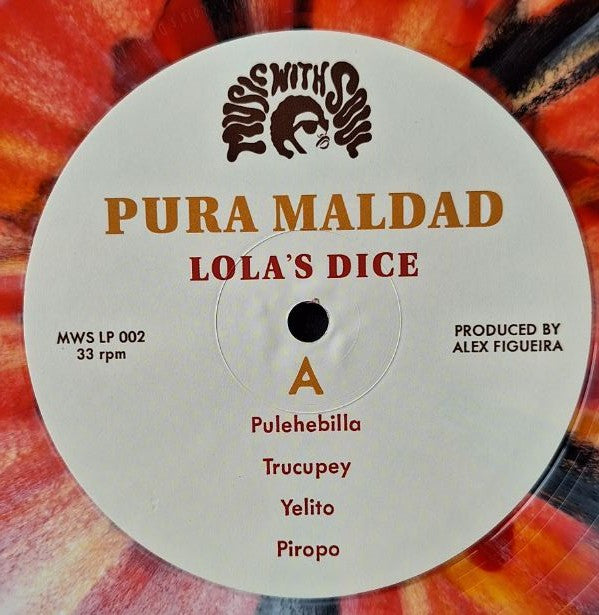 MUSIC WITH SOUL
PURA MALDAD
LOLA'S DICE
MWS LP 002
33 rpm
PRODUCED BY
ALEX FIGUEIRA
A
Pulehebilla
Trucupey
Yelito
Piropo